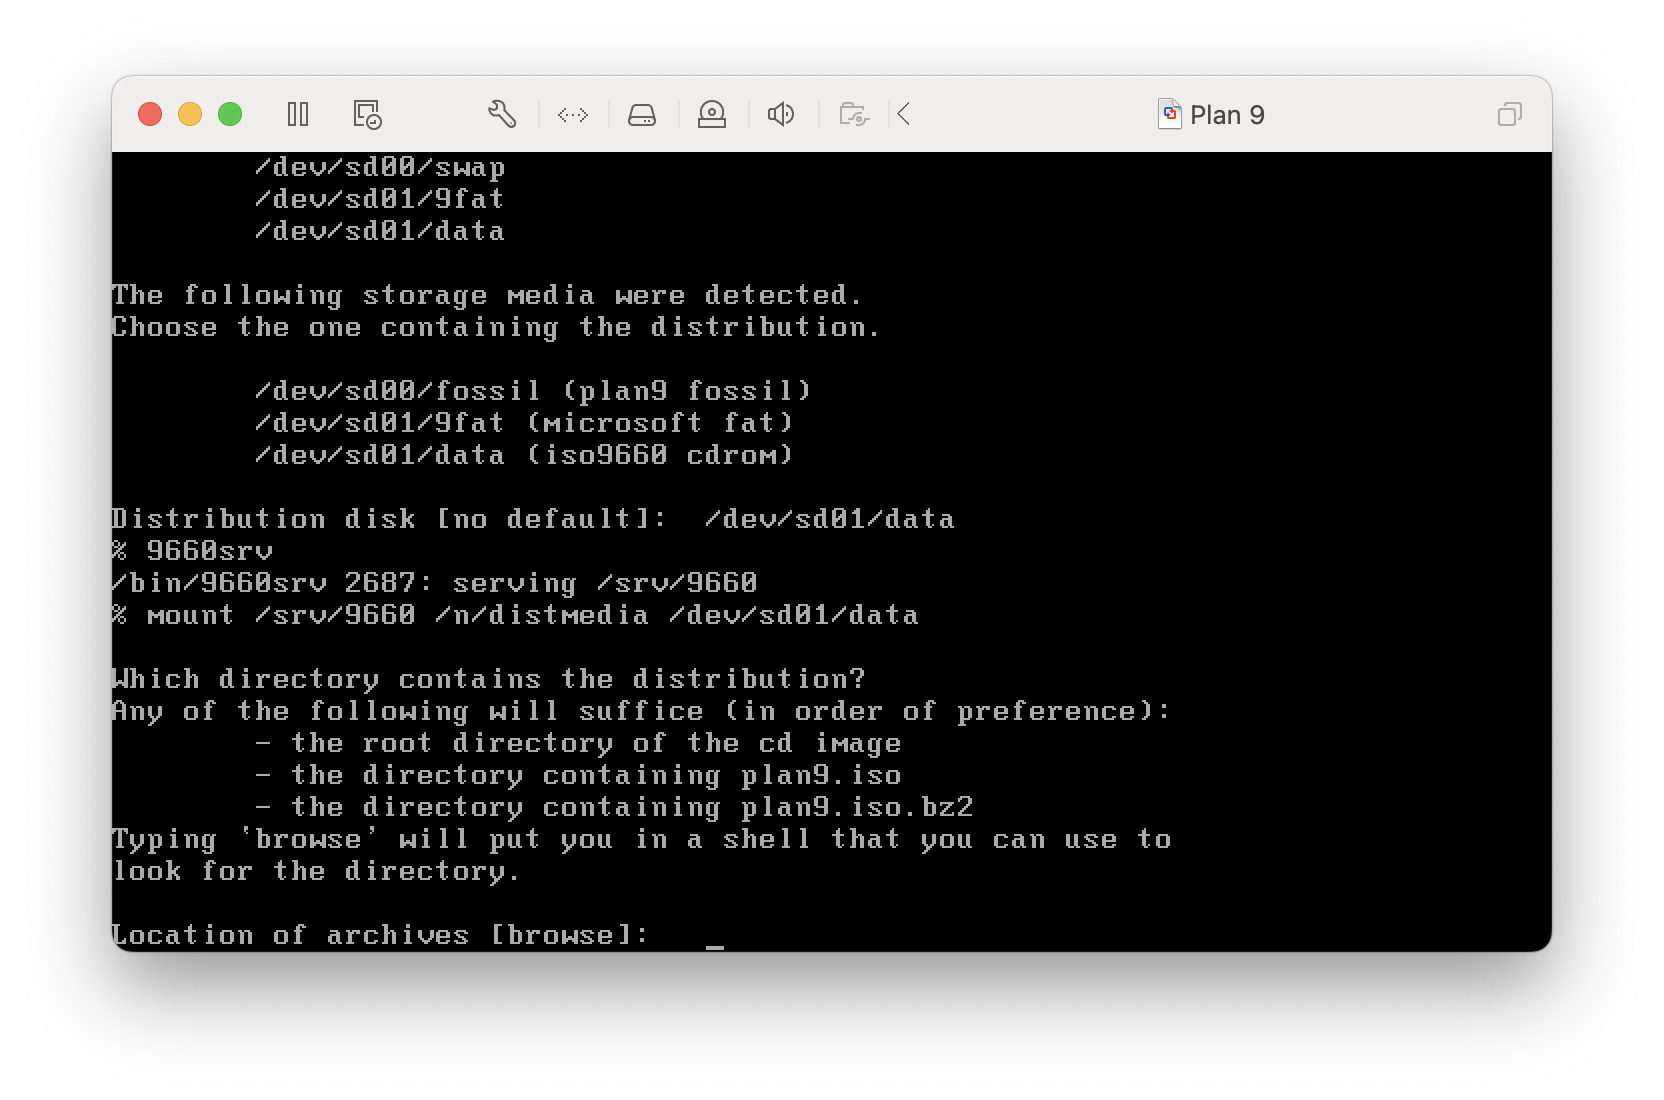 Plan 9
/dev/sd00/swap
/dev/sd01/9fat
/dev/sd01/data
The following storage media were detected.
Choose the one containing the distribution.
/dev/sd00/fossil (plan9 fossil)
/dev/sd01/9fat (microsoft fat)
/dev/sd01/data (iso9660 cdrom)
Distribution disk [no default]: /dev/sd01/data
% 9660srv
/bin/9660srv 2687: serving /srv/9660
% mount /srv/9660 /n/distmedia /dev/sd01/data
Which directory contains the distribution?
Any of the following will suffice (in order of preference):
- the root directory of the cd image
- the directory containing plan9.iso
- the directory containing plan9.iso.bz2
Typing 'browse' will put you in a shell that you can use to
look for the directory.
Location of archives [browse]: _